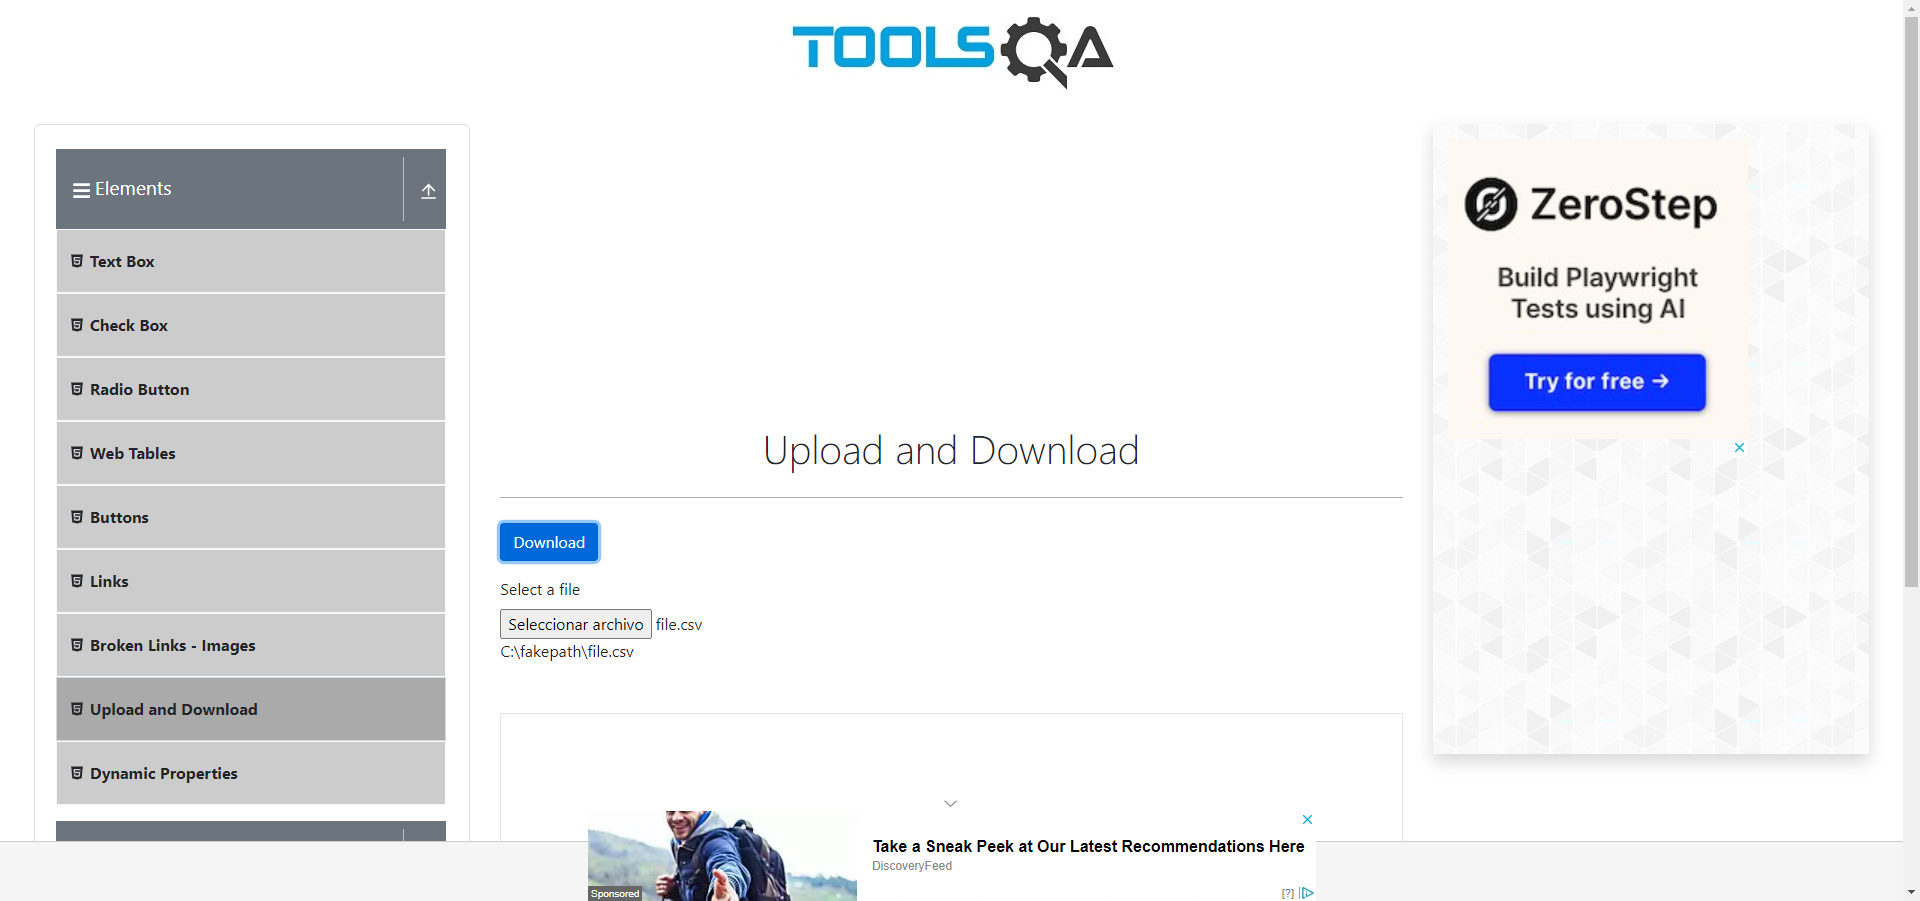 TOOLSQA
Elements
Text Box
Check Box
Radio Button
Web Tables
Buttons
Links
Broken Links - Images
Upload and Download
Dynamic Properties
Upload and Download
Download
Select a file
Seleccionar archivo file.csv
C:\fakepath\file.csv
ZeroStep
Build Playwright
Tests using AI
Try for free →
Take a Sneak Peek at Our Latest Recommendations Here
DiscoveryFeed
Sponsored
[?]